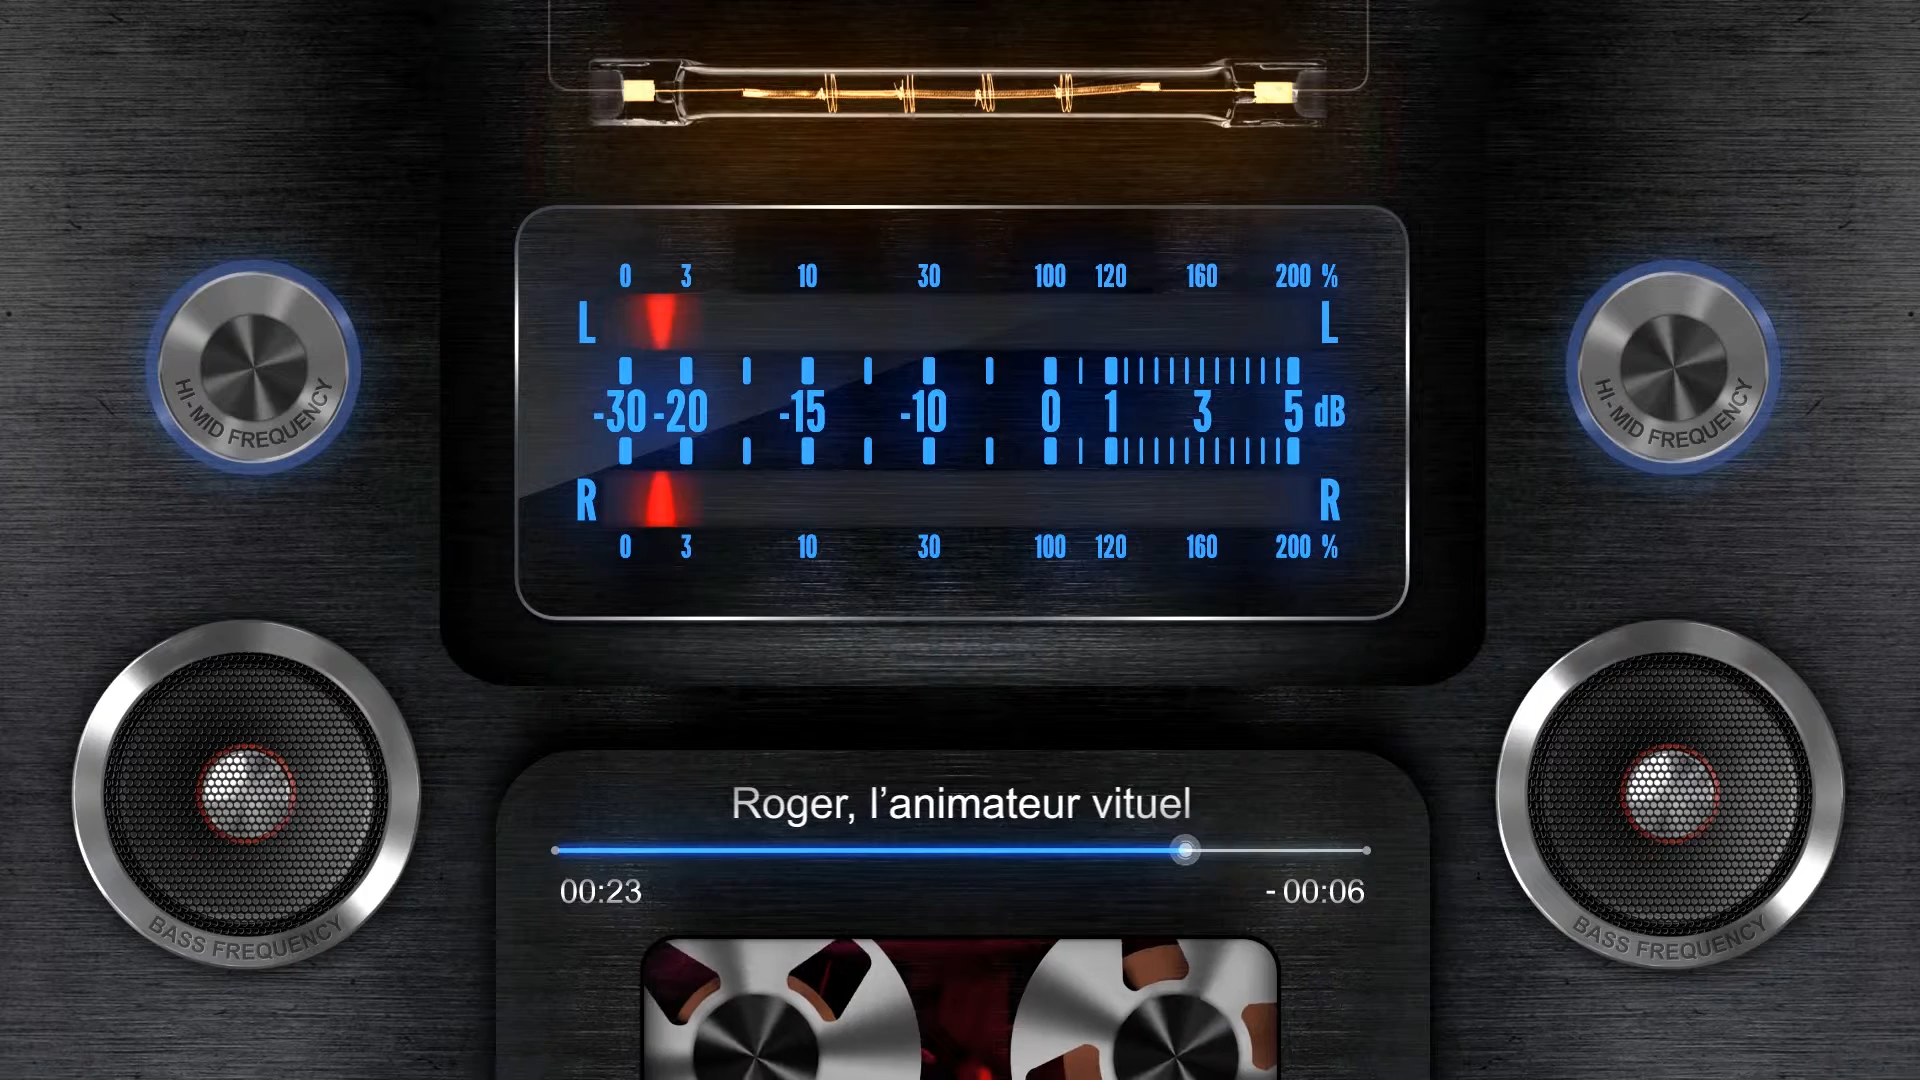 0 3 10 30 100 120 160 200 %
L L
-30 -20 -15 -10 0 1 3 5 dB
R R
0 3 10 30 100 120 160 200 %
HI-MID FREQUENCY
HI-MID FREQUENCY
BASS FREQUENCY
BASS FREQUENCY
Roger, l’animateur vituel
00:23
- 00:06